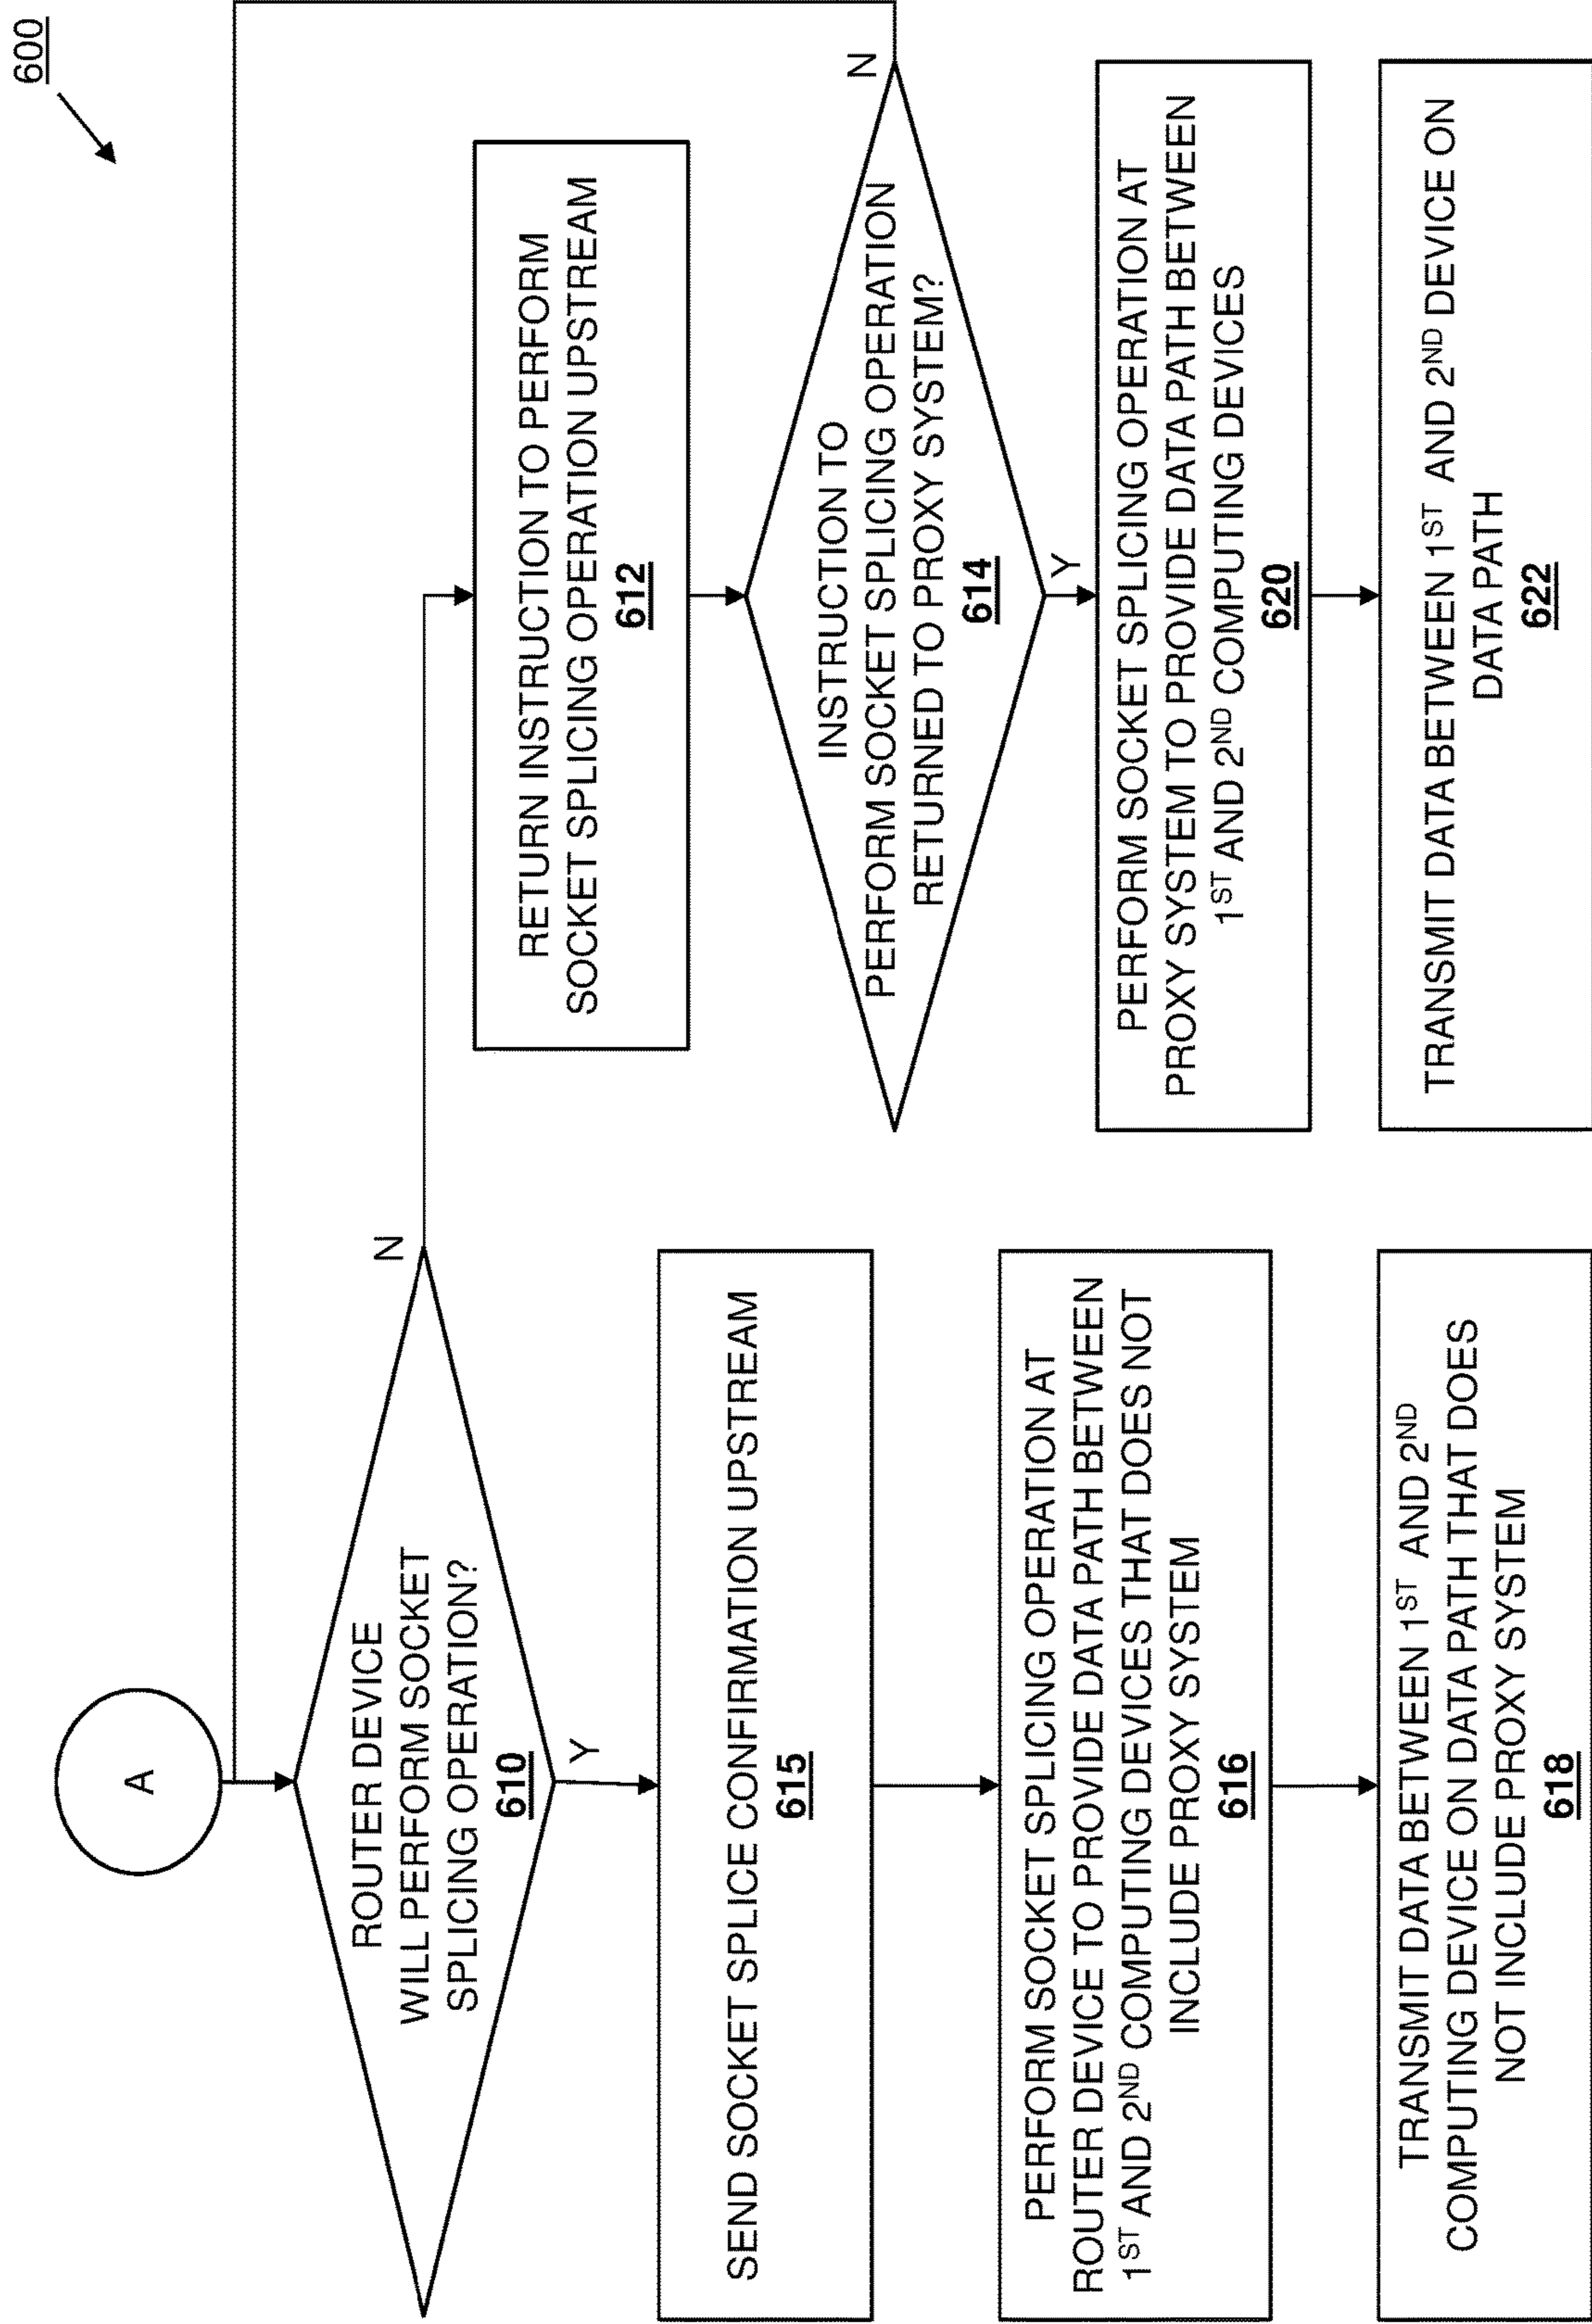 600
A
ROUTER DEVICE
WILL PERFORM SOCKET
SPLICING OPERATION?
610
N
Y
SEND SOCKET SPLICE CONFIRMATION UPSTREAM
615
PERFORM SOCKET SPLICING OPERATION AT
ROUTER DEVICE TO PROVIDE DATA PATH BETWEEN
1ST AND 2ND COMPUTING DEVICES THAT DOES NOT
INCLUDE PROXY SYSTEM
616
TRANSMIT DATA BETWEEN 1ST AND 2ND
COMPUTING DEVICE ON DATA PATH THAT DOES
NOT INCLUDE PROXY SYSTEM
618
RETURN INSTRUCTION TO PERFORM
SOCKET SPLICING OPERATION UPSTREAM
612
INSTRUCTION TO
PERFORM SOCKET SPLICING OPERATION
RETURNED TO PROXY SYSTEM?
614
N
Y
PERFORM SOCKET SPLICING OPERATION AT
PROXY SYSTEM TO PROVIDE DATA PATH BETWEEN
1ST AND 2ND COMPUTING DEVICES
620
TRANSMIT DATA BETWEEN 1ST AND 2ND DEVICE ON
DATA PATH
622